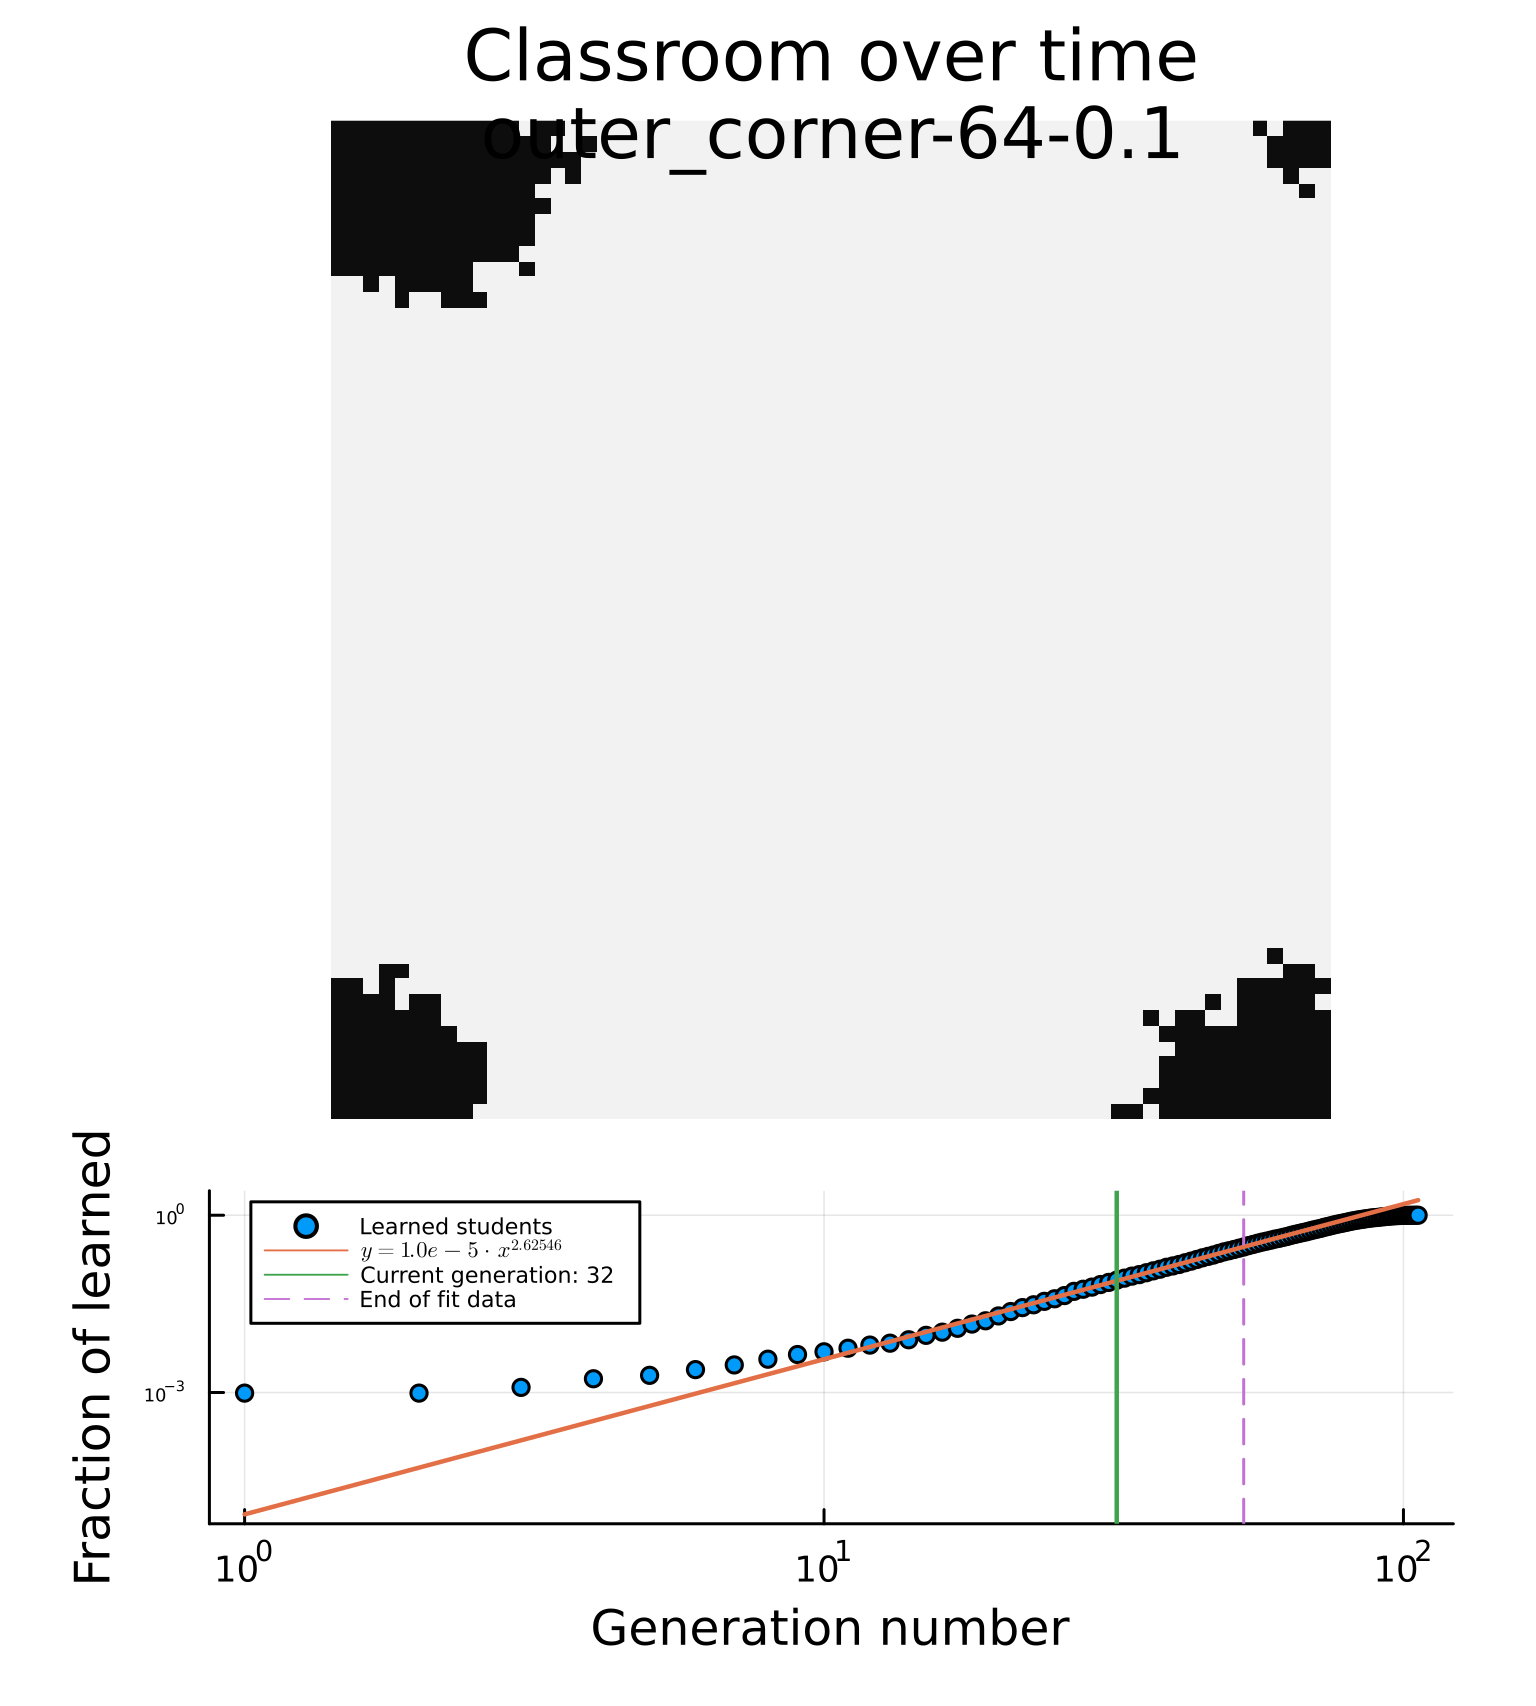 Classroom over time
outer_corner-64-0.1
Fraction of learned
10^0
10^-3
Learned students
y = 1.0e − 5 · x^2.62546
Current generation: 32
End of fit data
10^0
10^1
10^2
Generation number